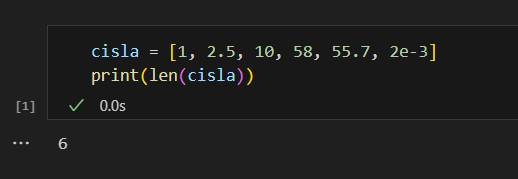 cisla = [1, 2.5, 10, 58, 55.7, 2e-3]
print(len(cisla))
[1]
✓ 0.0s
··· 6